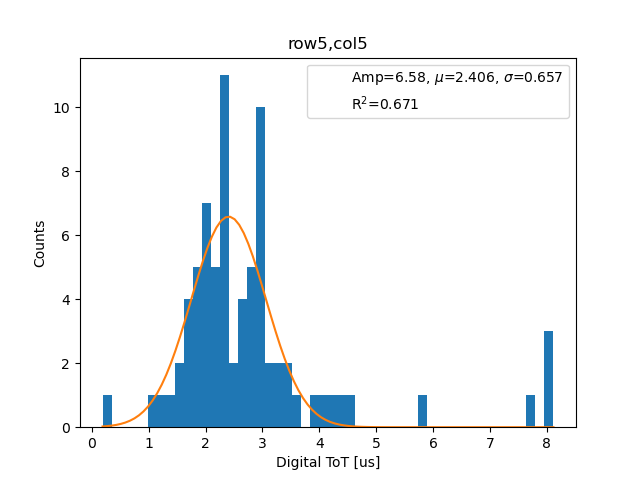 row5,col5
Amp=6.58, μ=2.406, σ=0.657
R²=0.671
Counts
10
8
6
4
2
0
0 1 2 3 4 5 6 7 8
Digital ToT [us]